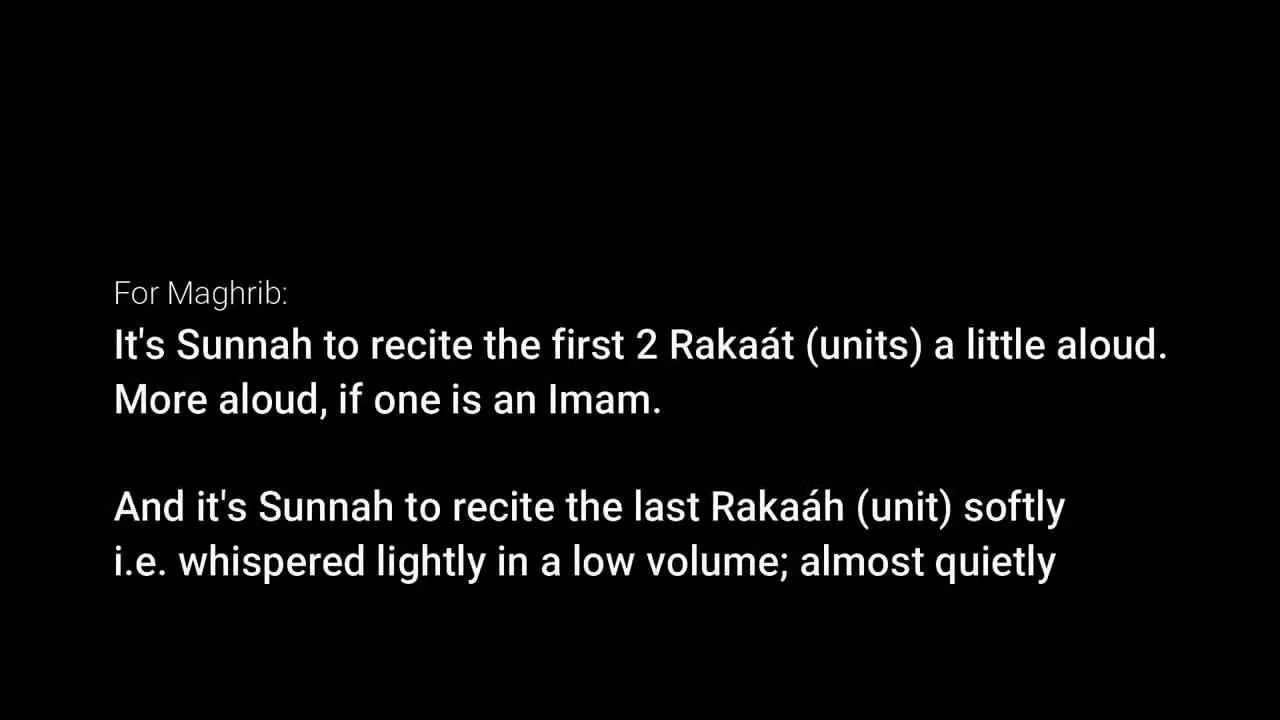 For Maghrib:
It's Sunnah to recite the first 2 Rakaát (units) a little aloud.
More aloud, if one is an Imam.
And it's Sunnah to recite the last Rakaáh (unit) softly
i.e. whispered lightly in a low volume; almost quietly